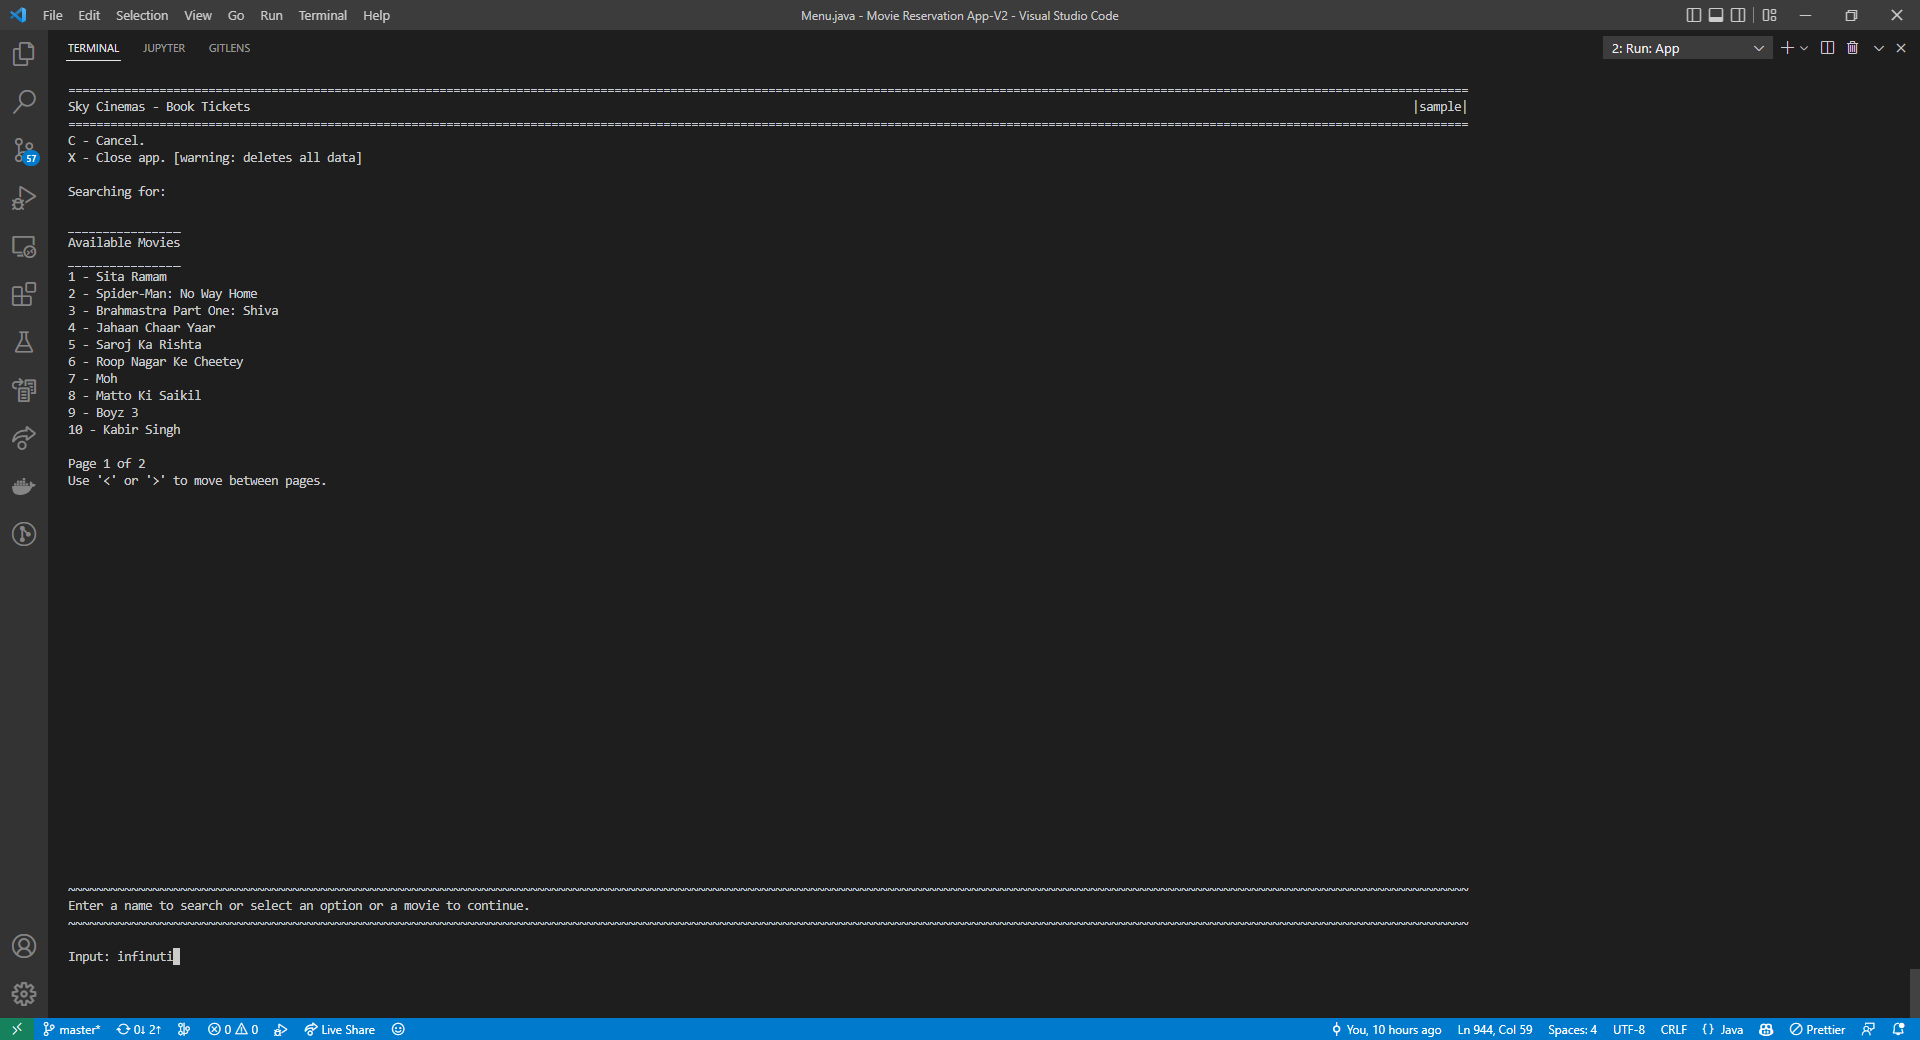 File Edit Selection View Go Run Terminal Help Menu.java - Movie Reservation App-V2 - Visual Studio Code
TERMINAL JUPYTER GITLENS 2: Run: App
Sky Cinemas - Book Tickets |sample|
C - Cancel.
X - Close app. [warning: deletes all data]
Searching for:
Available Movies
1 - Sita Ramam
2 - Spider-Man: No Way Home
3 - Brahmastra Part One: Shiva
4 - Jahaan Chaar Yaar
5 - Saroj Ka Rishta
6 - Roop Nagar Ke Cheetey
7 - Moh
8 - Matto Ki Saikil
9 - Boyz 3
10 - Kabir Singh
Page 1 of 2
Use '<' or '>' to move between pages.
Enter a name to search or select an option or a movie to continue.
Input: infinuti
57
master* 0↓ 2↑ 0 0 Live Share You, 10 hours ago Ln 944, Col 59 Spaces: 4 UTF-8 CRLF {} Java Prettier